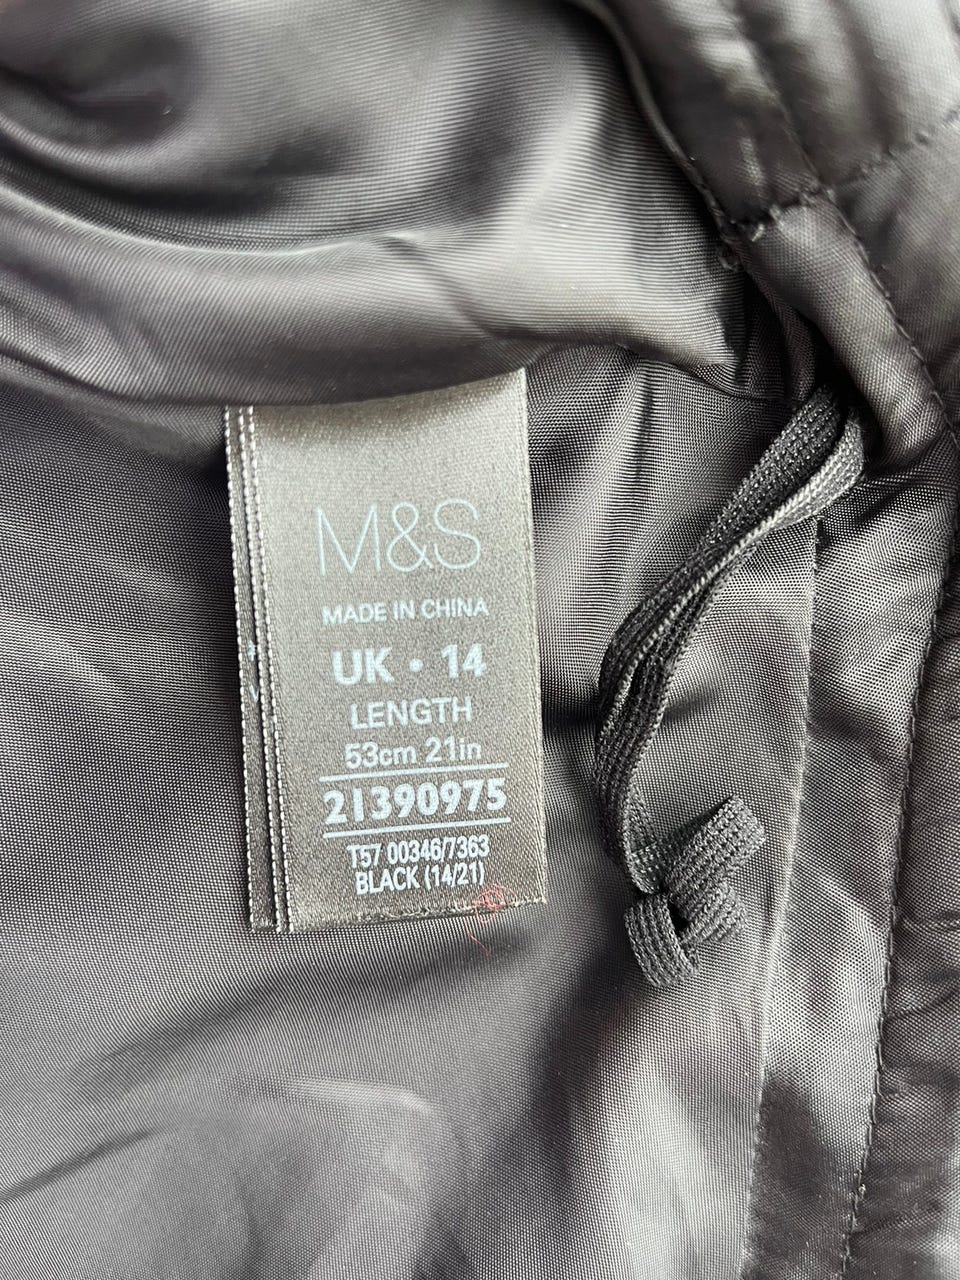 M&S
MADE IN CHINA
UK • 14
LENGTH
53cm 21in
21390975
T57 00346/7363
BLACK (14/21)